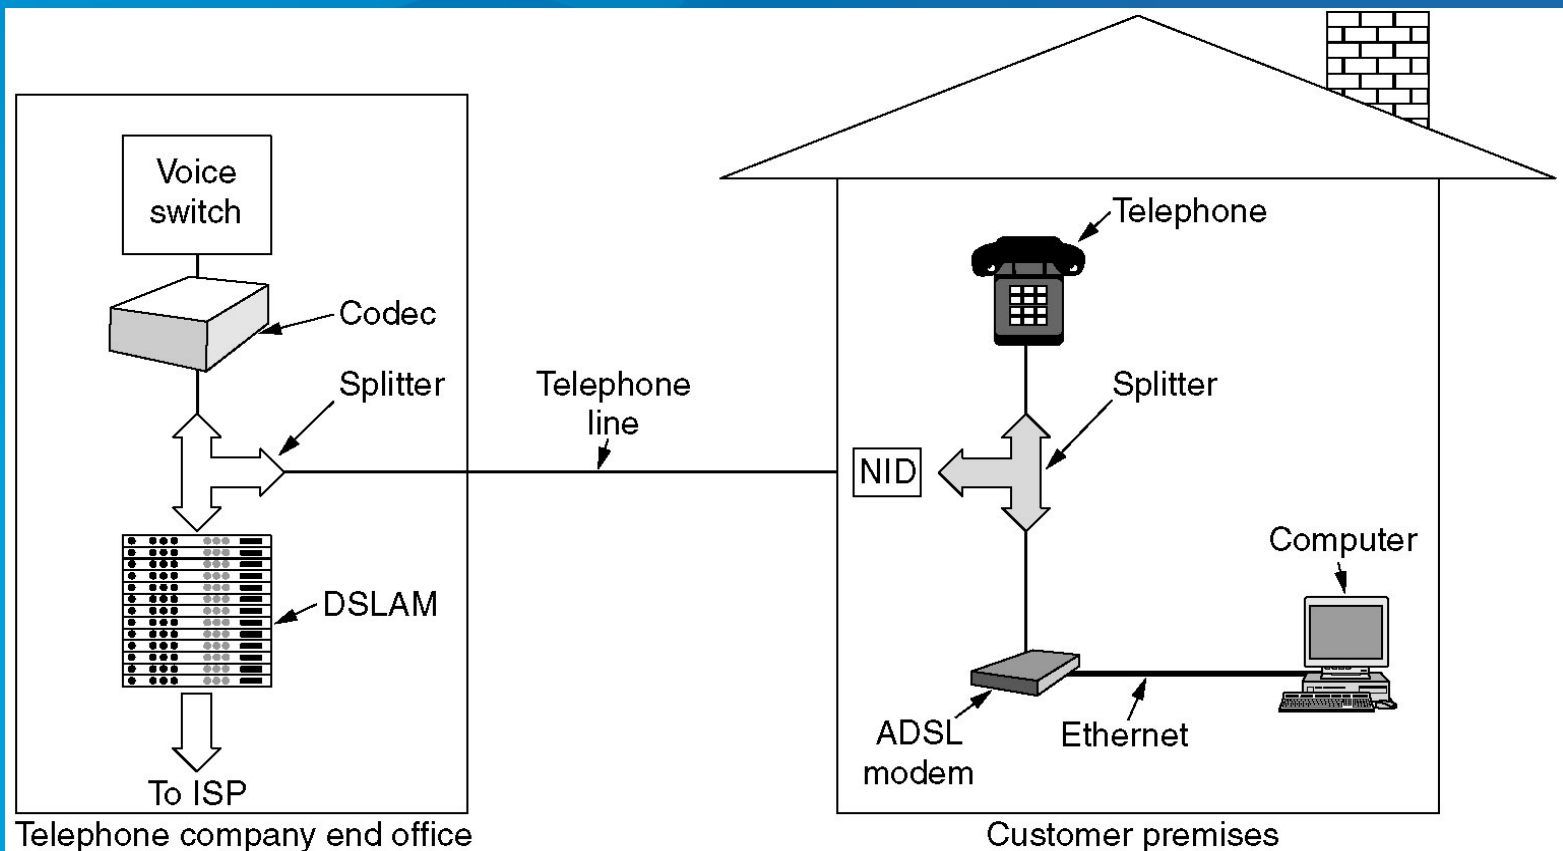 Voice
switch
Codec
Splitter
DSLAM
To ISP
Telephone company end office
Telephone
line
Telephone
Splitter
NID
Computer
ADSL
modem
Ethernet
Customer premises